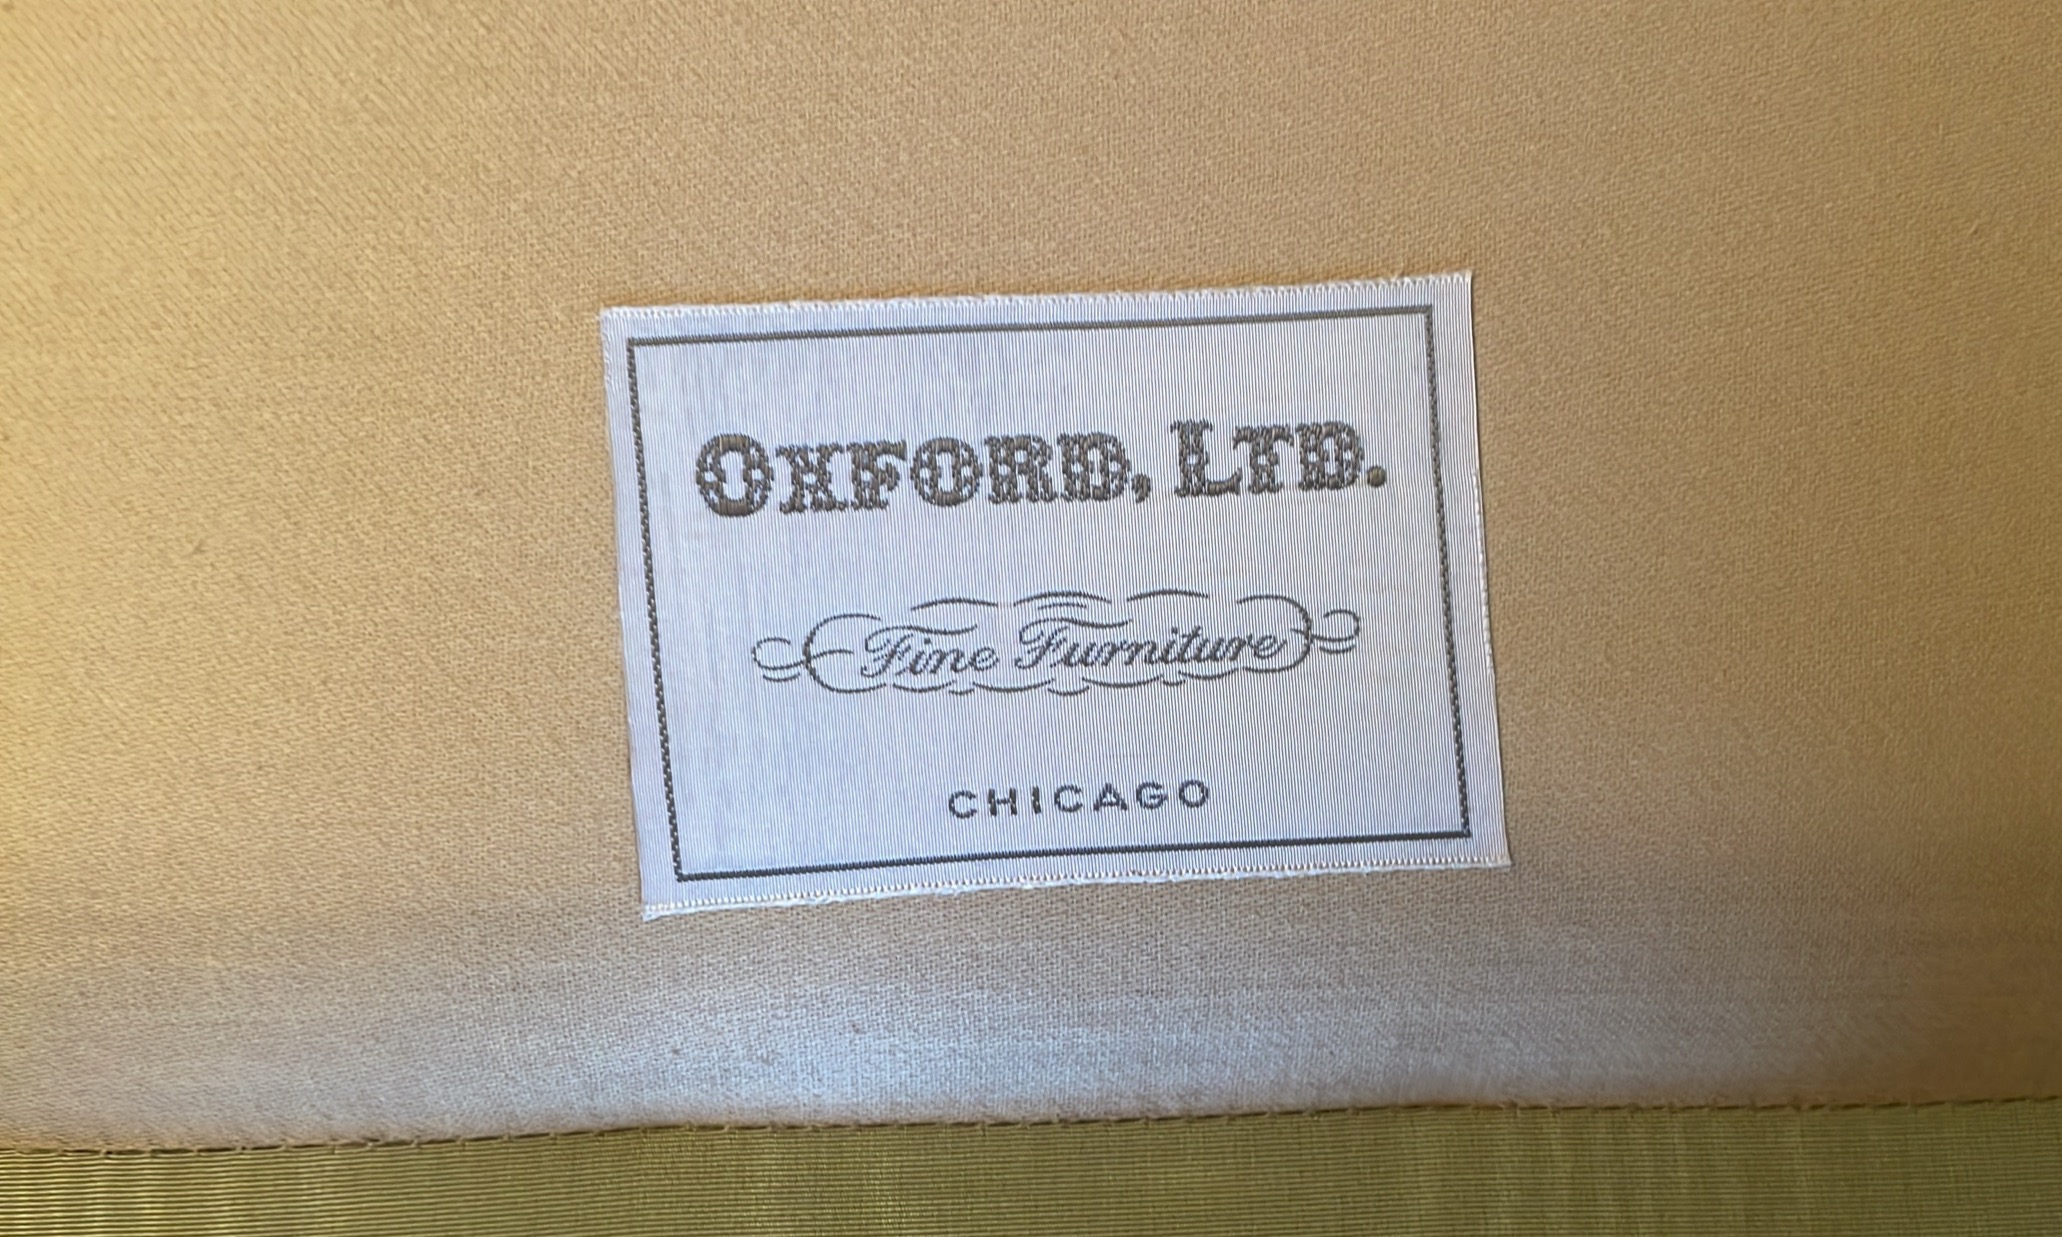 OXFORD, LTD.
Fine Furniture
CHICAGO